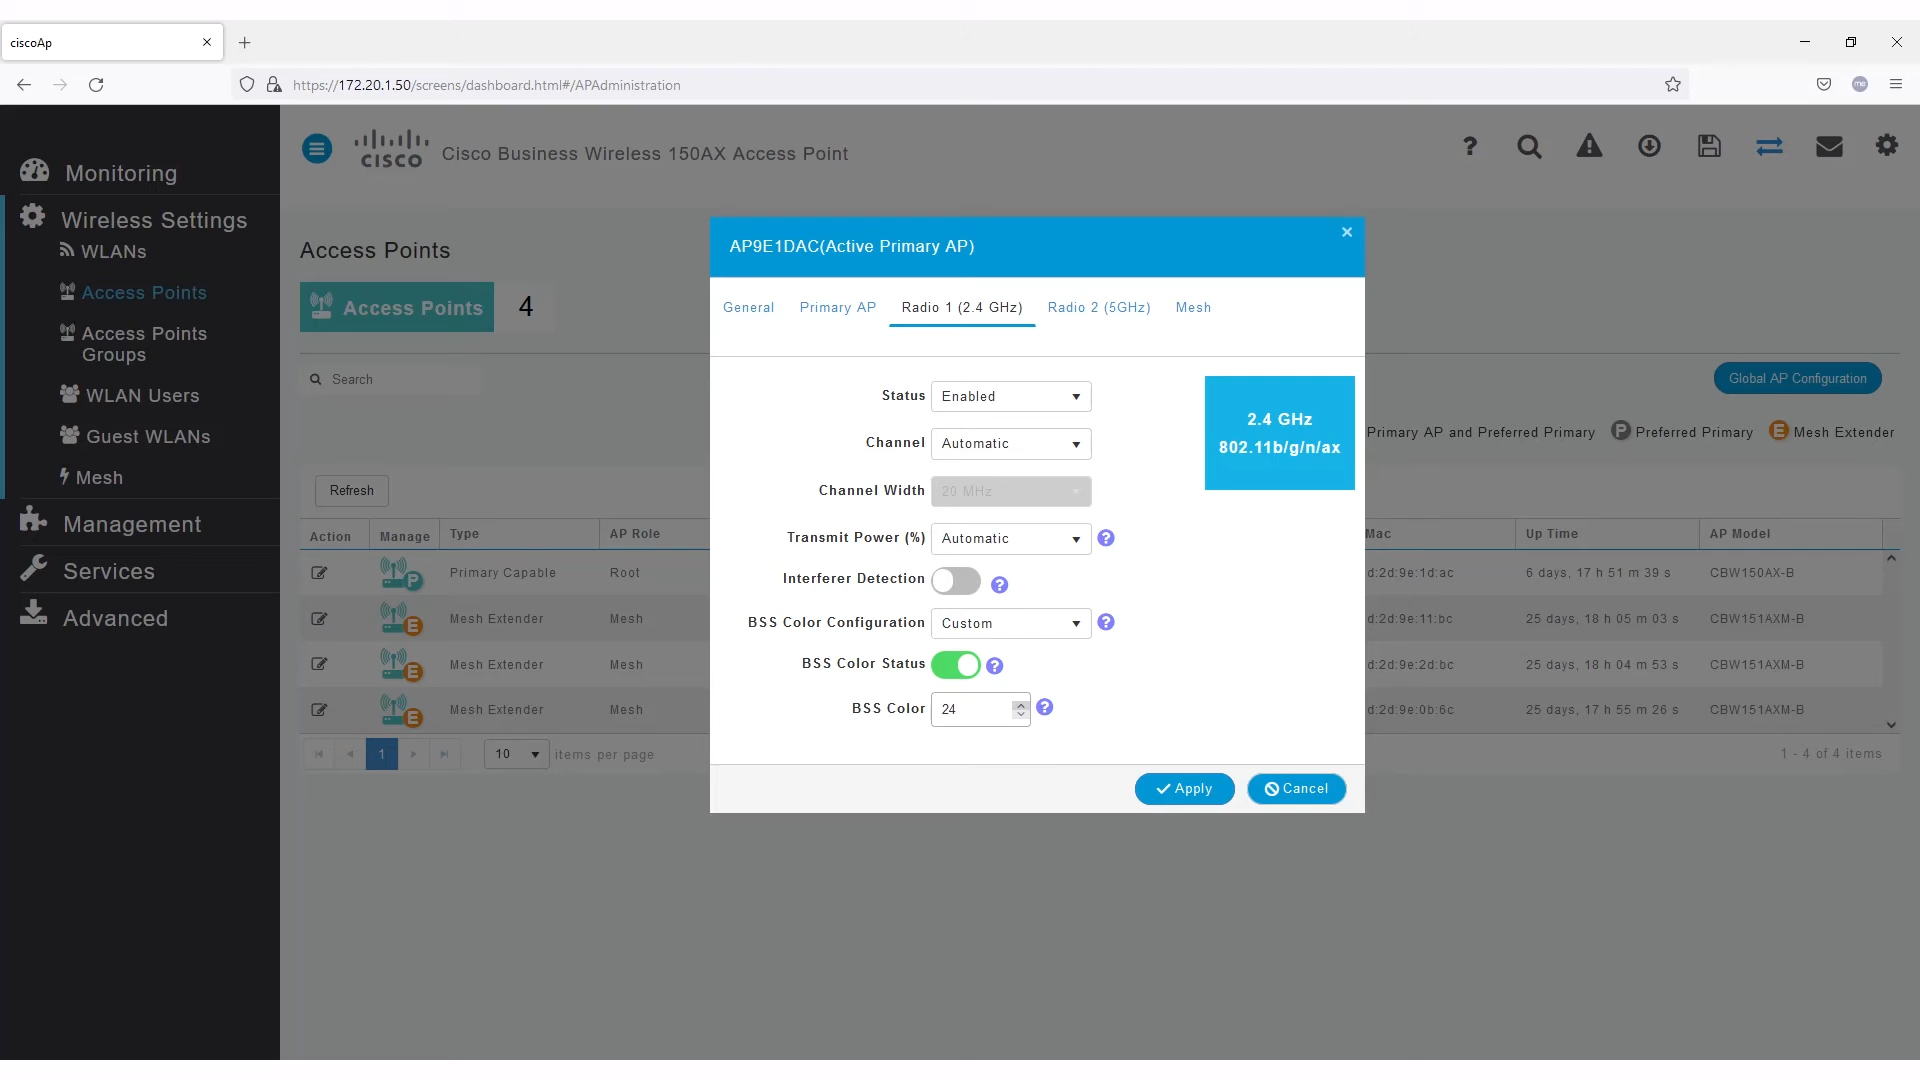 ciscoAp
https://172.20.1.50/screens/dashboard.html#/APAdministration
Monitoring
Wireless Settings
WLANs
Access Points
Access Points
Groups
WLAN Users
Guest WLANs
Mesh
Management
Services
Advanced
CISCO
Cisco Business Wireless 150AX Access Point
Access Points
Access Points 4
Search
Global AP Configuration
Primary AP and Preferred Primary P Preferred Primary E Mesh Extender
Refresh
Action Manage Type AP Role Mac Up Time AP Model
P Primary Capable Root d:2d:9e:1d:ac 6 days, 17 h 51 m 39 s CBW150AX-B
E Mesh Extender Mesh d:2d:9e:11:bc 25 days, 18 h 05 m 03 s CBW151AXM-B
E Mesh Extender Mesh d:2d:9e:2d:bc 25 days, 18 h 04 m 53 s CBW151AXM-B
E Mesh Extender Mesh d:2d:9e:0b:6c 25 days, 17 h 55 m 26 s CBW151AXM-B
1 10 items per page 1 - 4 of 4 items
AP9E1DAC(Active Primary AP)
General Primary AP Radio 1 (2.4 GHz) Radio 2 (5GHz) Mesh
Status Enabled
Channel Automatic
Channel Width 20 MHz
Transmit Power (%) Automatic ?
Interferer Detection ?
BSS Color Configuration Custom ?
BSS Color Status ?
BSS Color 24 ?
2.4 GHz
802.11b/g/n/ax
Apply Cancel